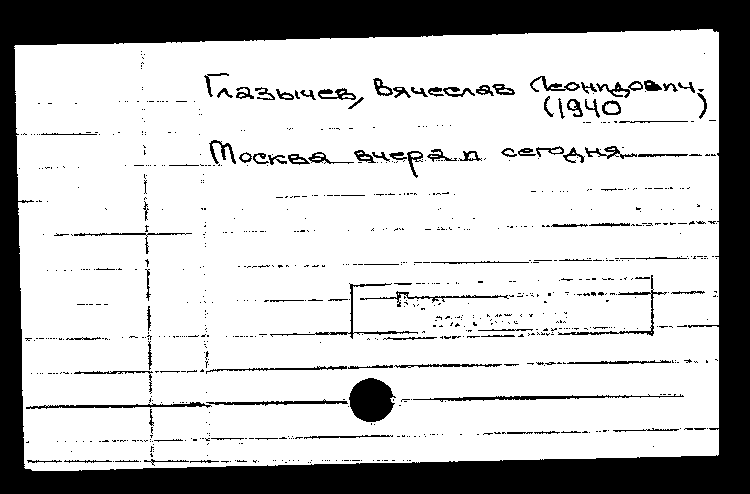 Глазычев, Вячеслав Леонидович.
(1940 )
Москва вчера и сегодня